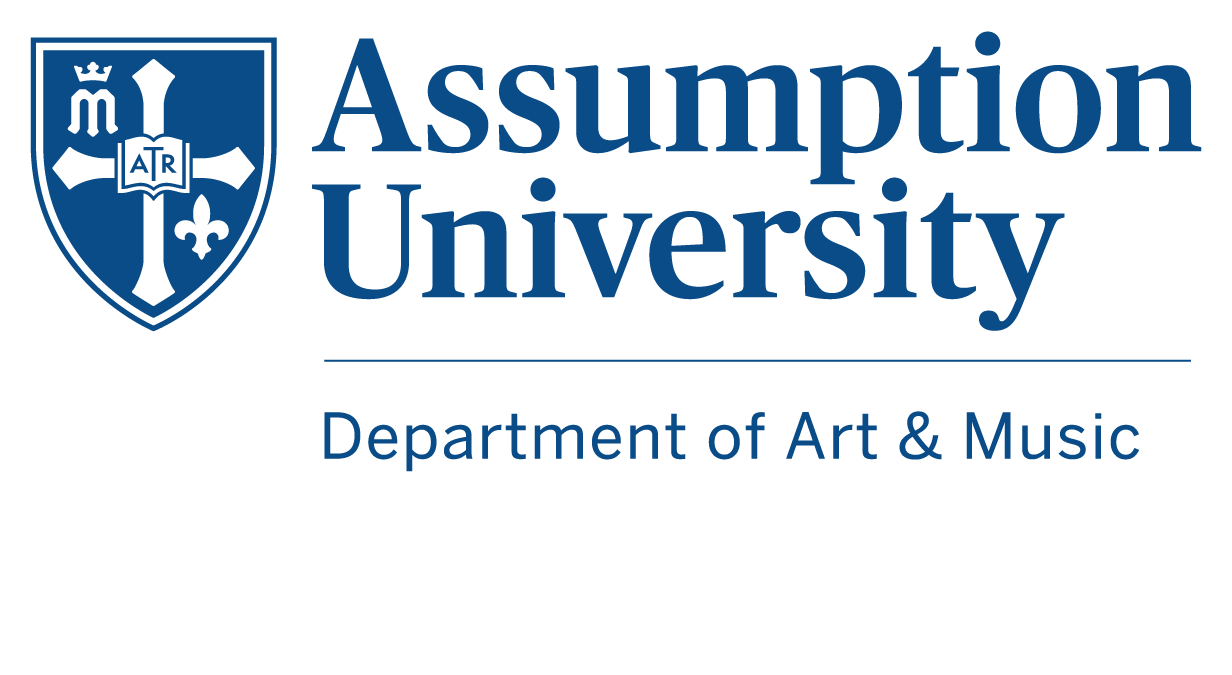 M
ATR
Assumption
University
Department of Art & Music